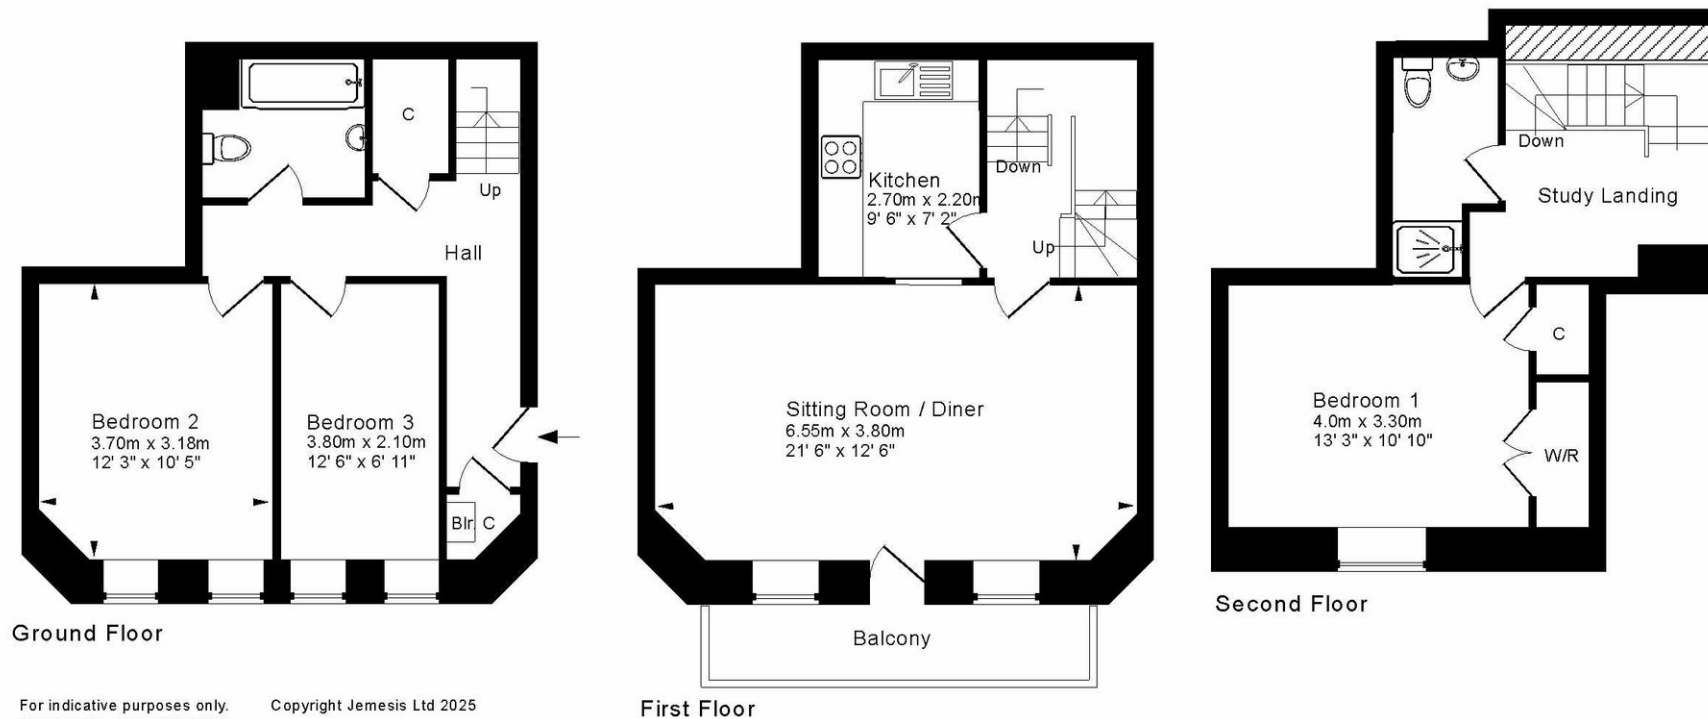 C
Up
Hall
Bedroom 2
3.70m x 3.18m
12' 3" x 10' 5"
Bedroom 3
3.80m x 2.10m
12' 6" x 6' 11"
Blr. C
Ground Floor
Kitchen
2.70m x 2.20m
9' 6" x 7' 2"
Down
Up
Sitting Room / Diner
6.55m x 3.80m
21' 6" x 12' 6"
Balcony
First Floor
Down
Study Landing
C
Bedroom 1
4.0m x 3.30m
13' 3" x 10' 10"
W/R
Second Floor
For indicative purposes only. Copyright Jemesis Ltd 2025